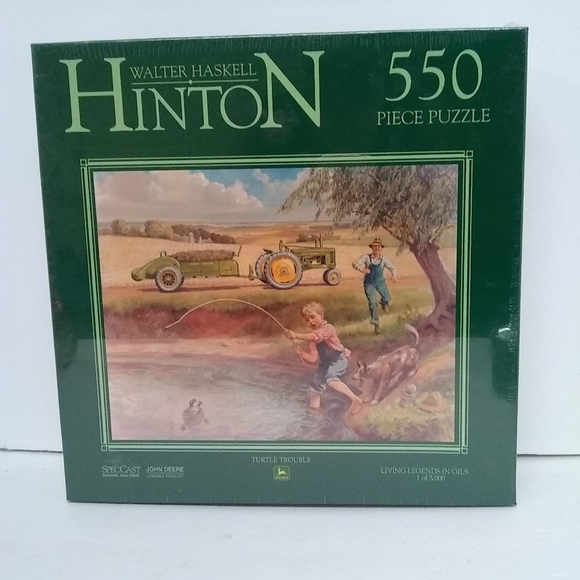 WALTER HASKELL
HINTON
550
PIECE PUZZLE
TURTLE TROUBLE
SPECCAST
JOHN DEERE
LIVING LEGENDS IN OILS
1 of 5,000